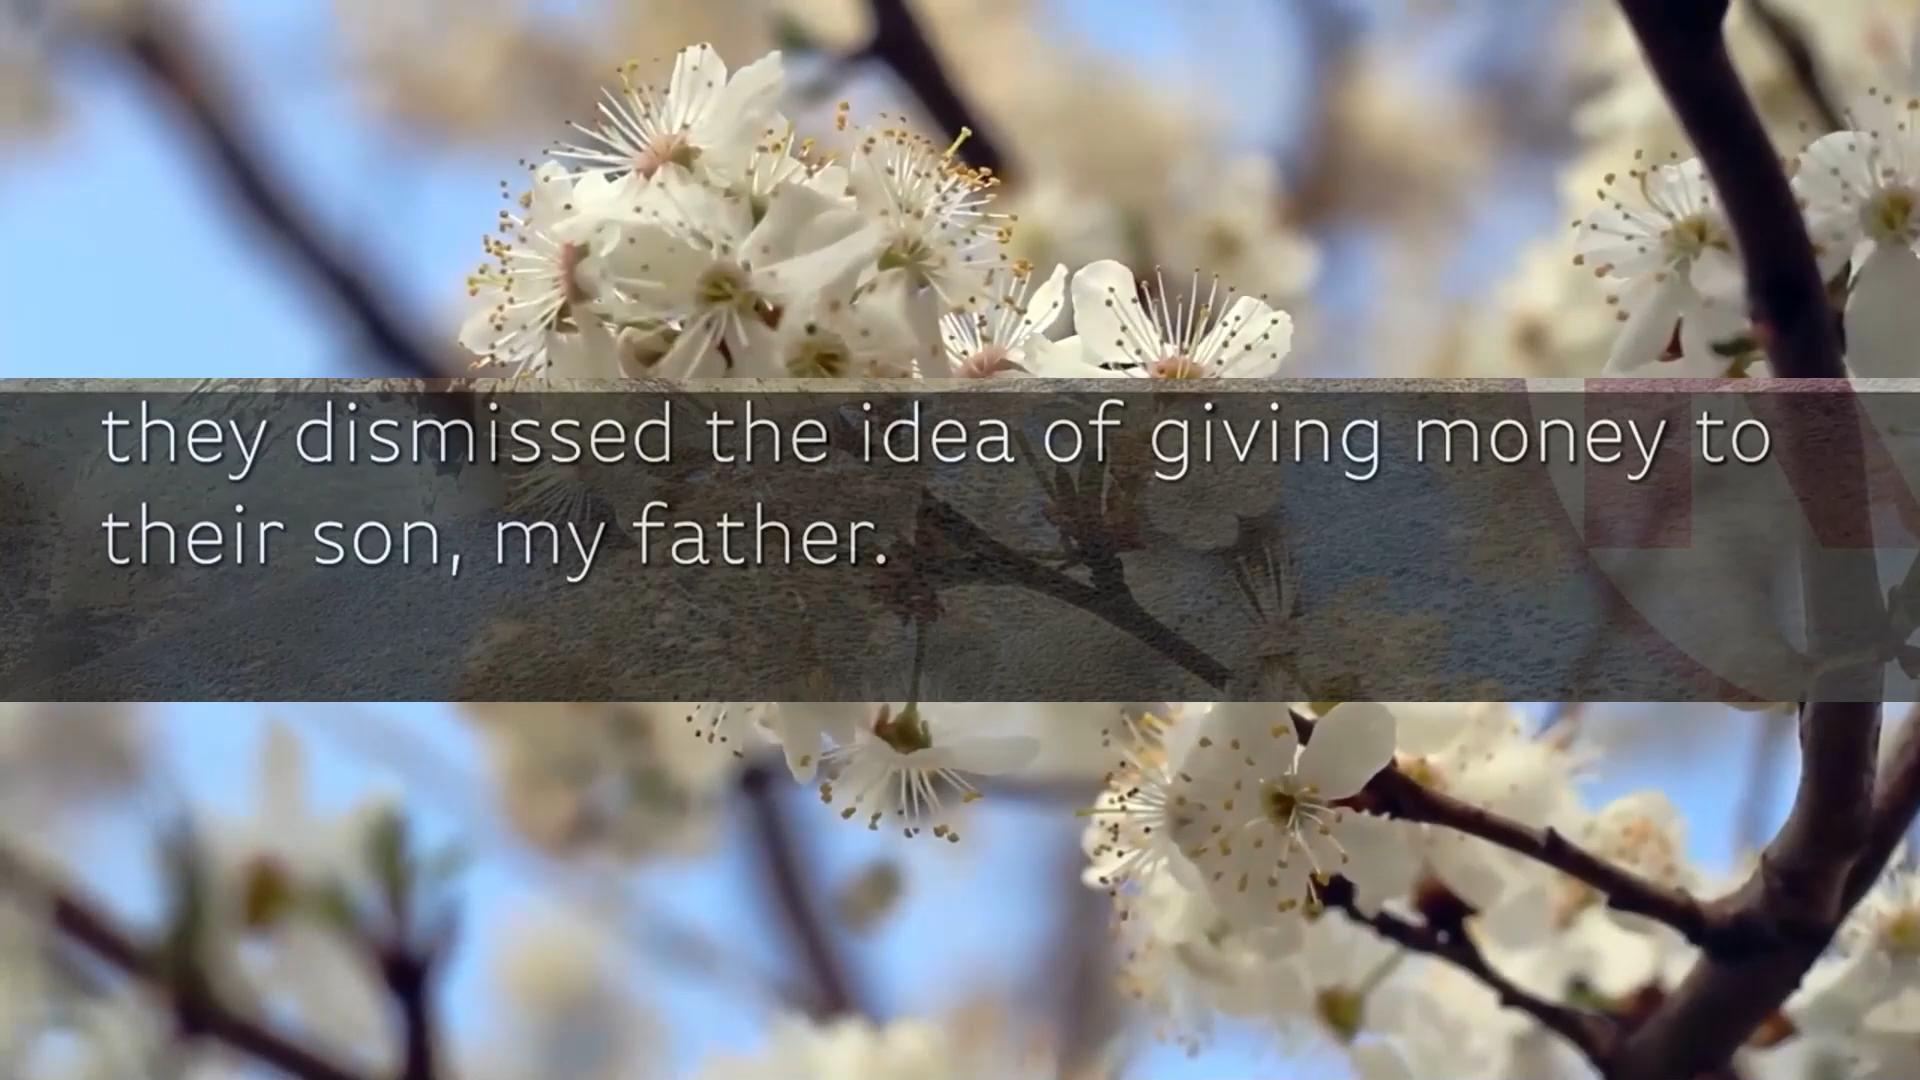 they dismissed the idea of giving money to
their son, my father.